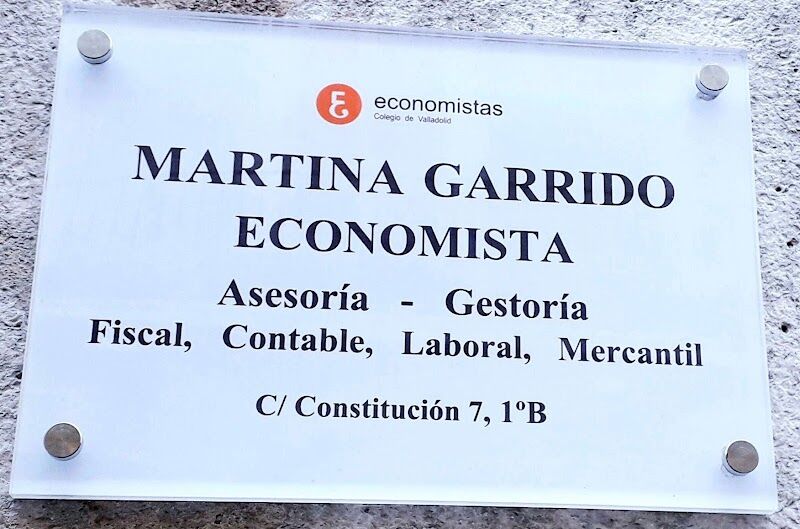 economistas
Colegio de Valladolid
MARTINA GARRIDO
ECONOMISTA
Asesoría - Gestoría
Fiscal, Contable, Laboral, Mercantil
C/ Constitución 7, 1ºB